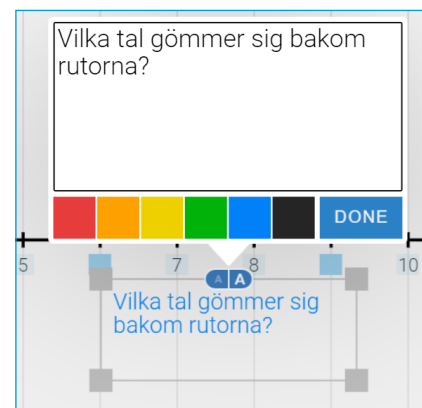 Vilka tal gömmer sig bakom
rutorna?
DONE
5 7 8 10
A A
Vilka tal gömmer sig
bakom rutorna?